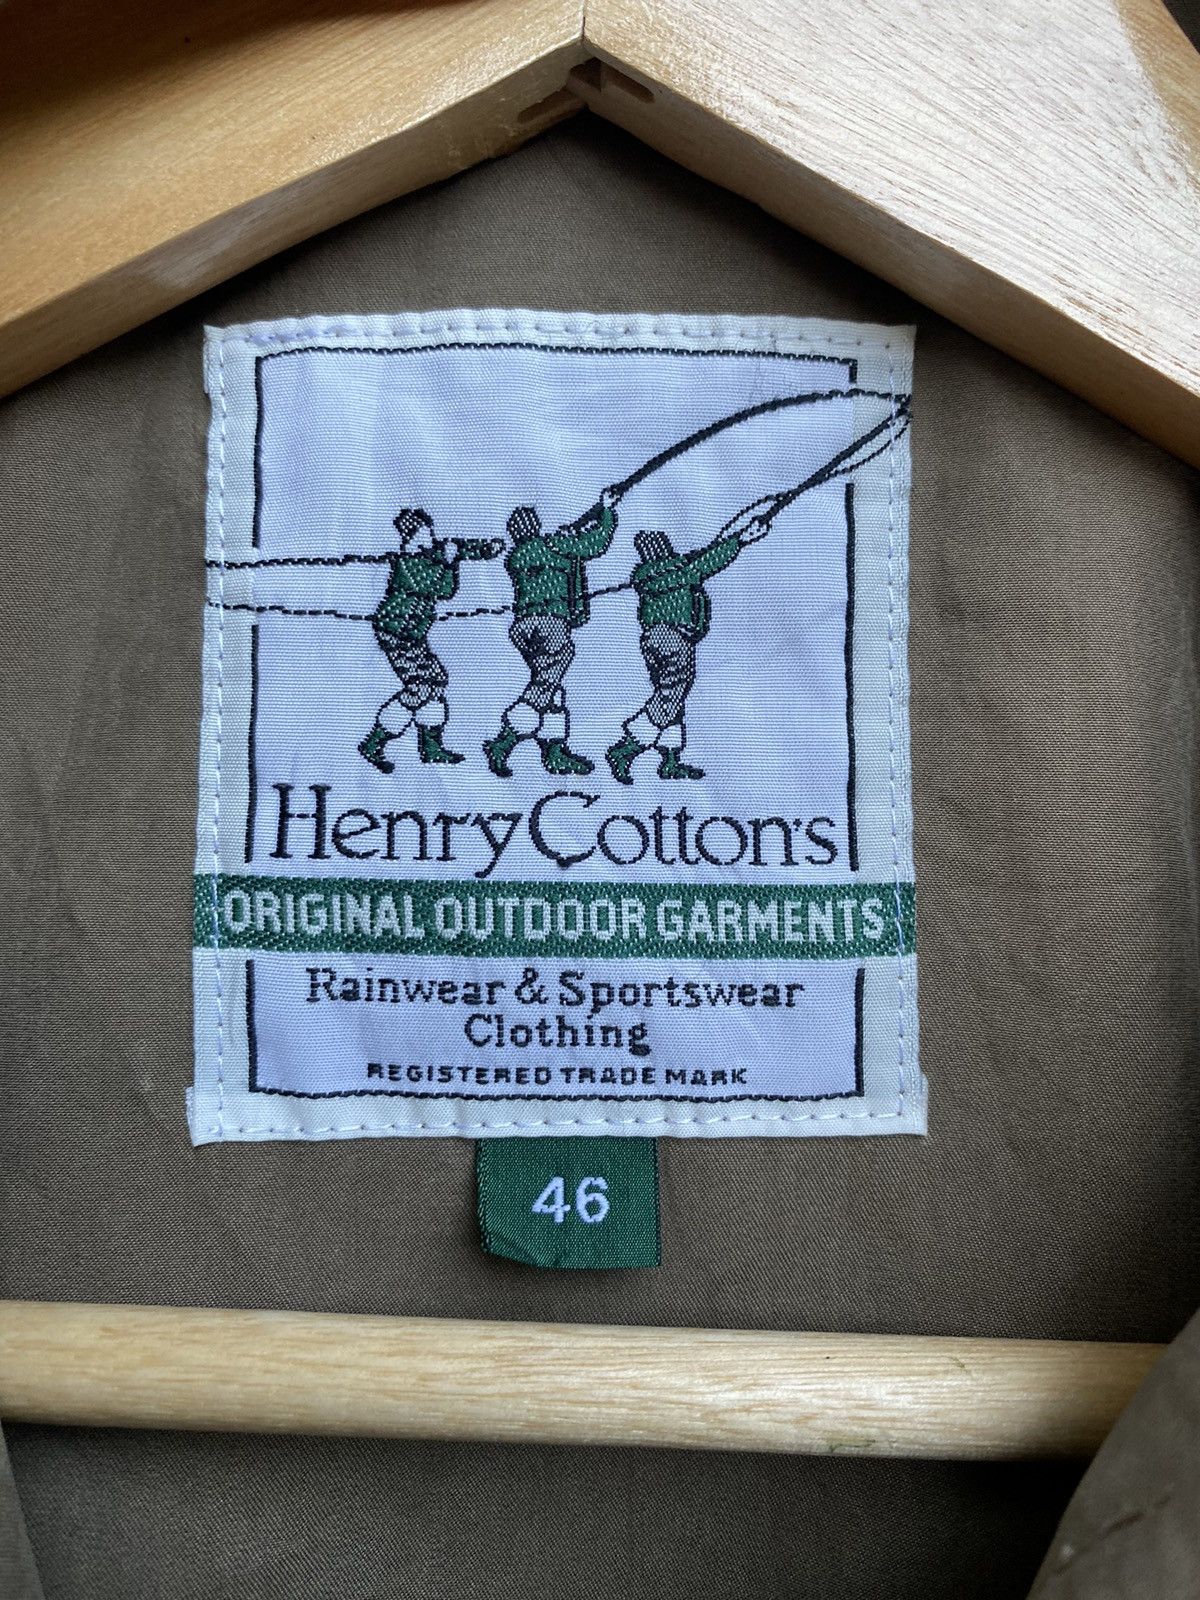 Henry Cotton's
ORIGINAL OUTDOOR GARMENTS
Rainwear & Sportswear
Clothing
REGISTERED TRADE MARK
46